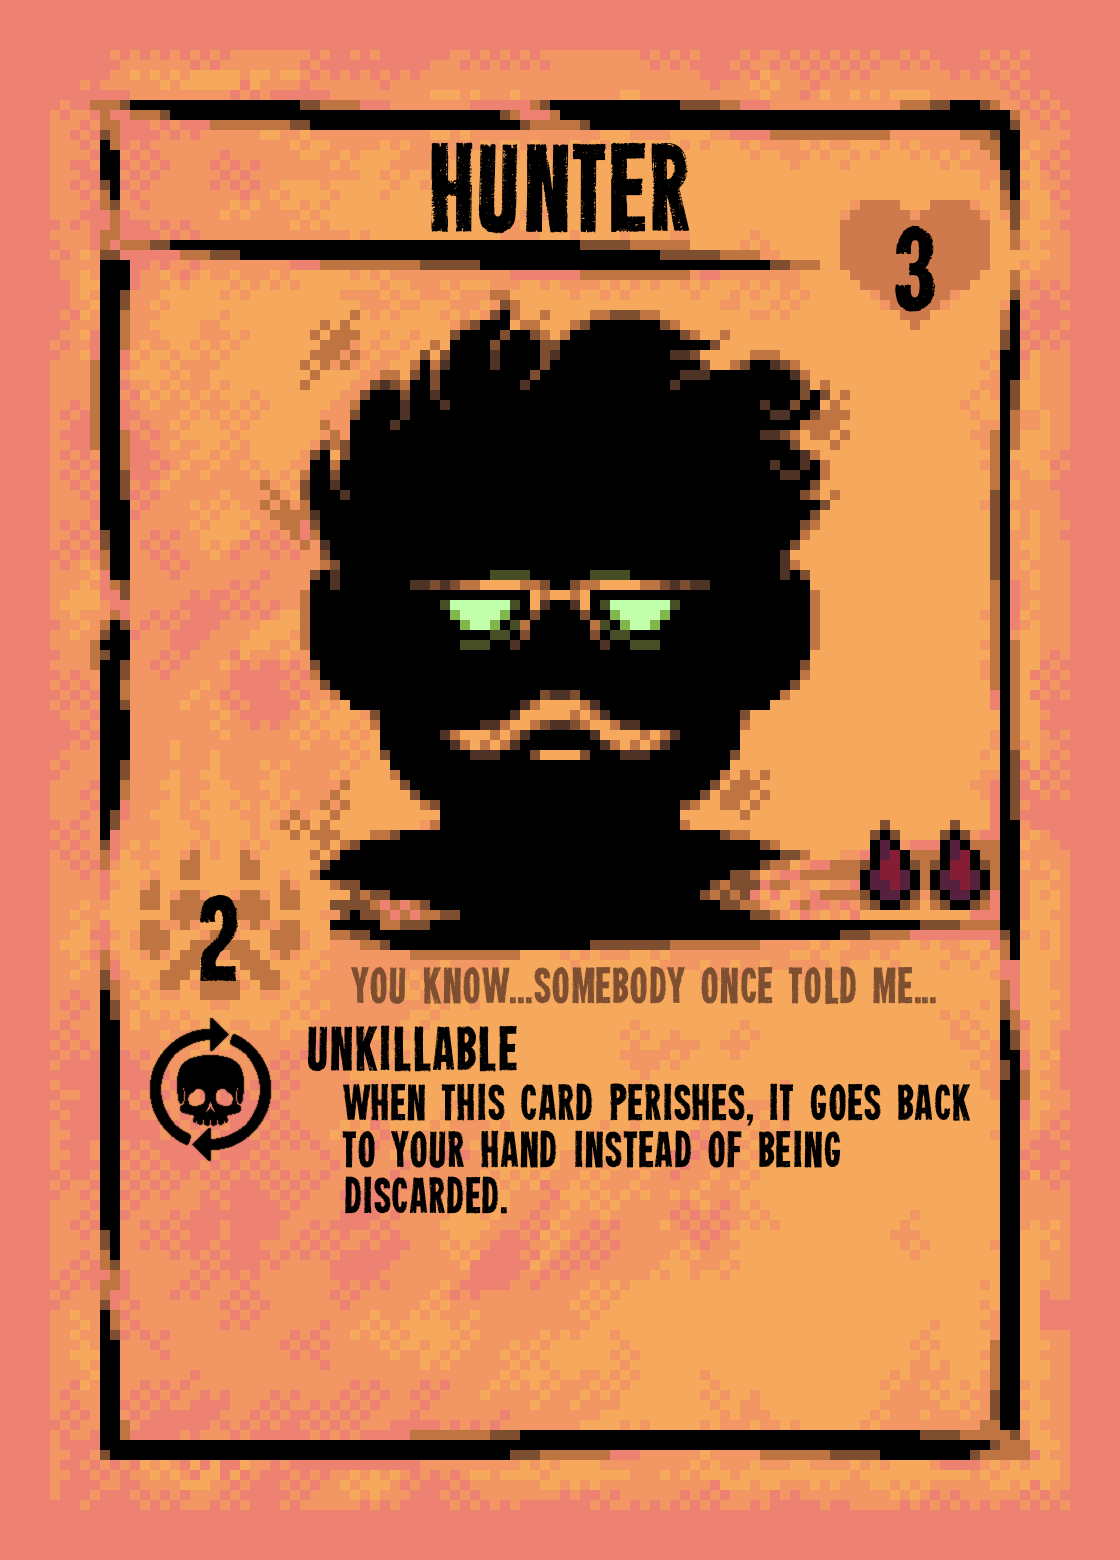 HUNTER
3
2
YOU KNOW...SOMEBODY ONCE TOLD ME...
UNKILLABLE
WHEN THIS CARD PERISHES, IT GOES BACK
TO YOUR HAND INSTEAD OF BEING
DISCARDED.